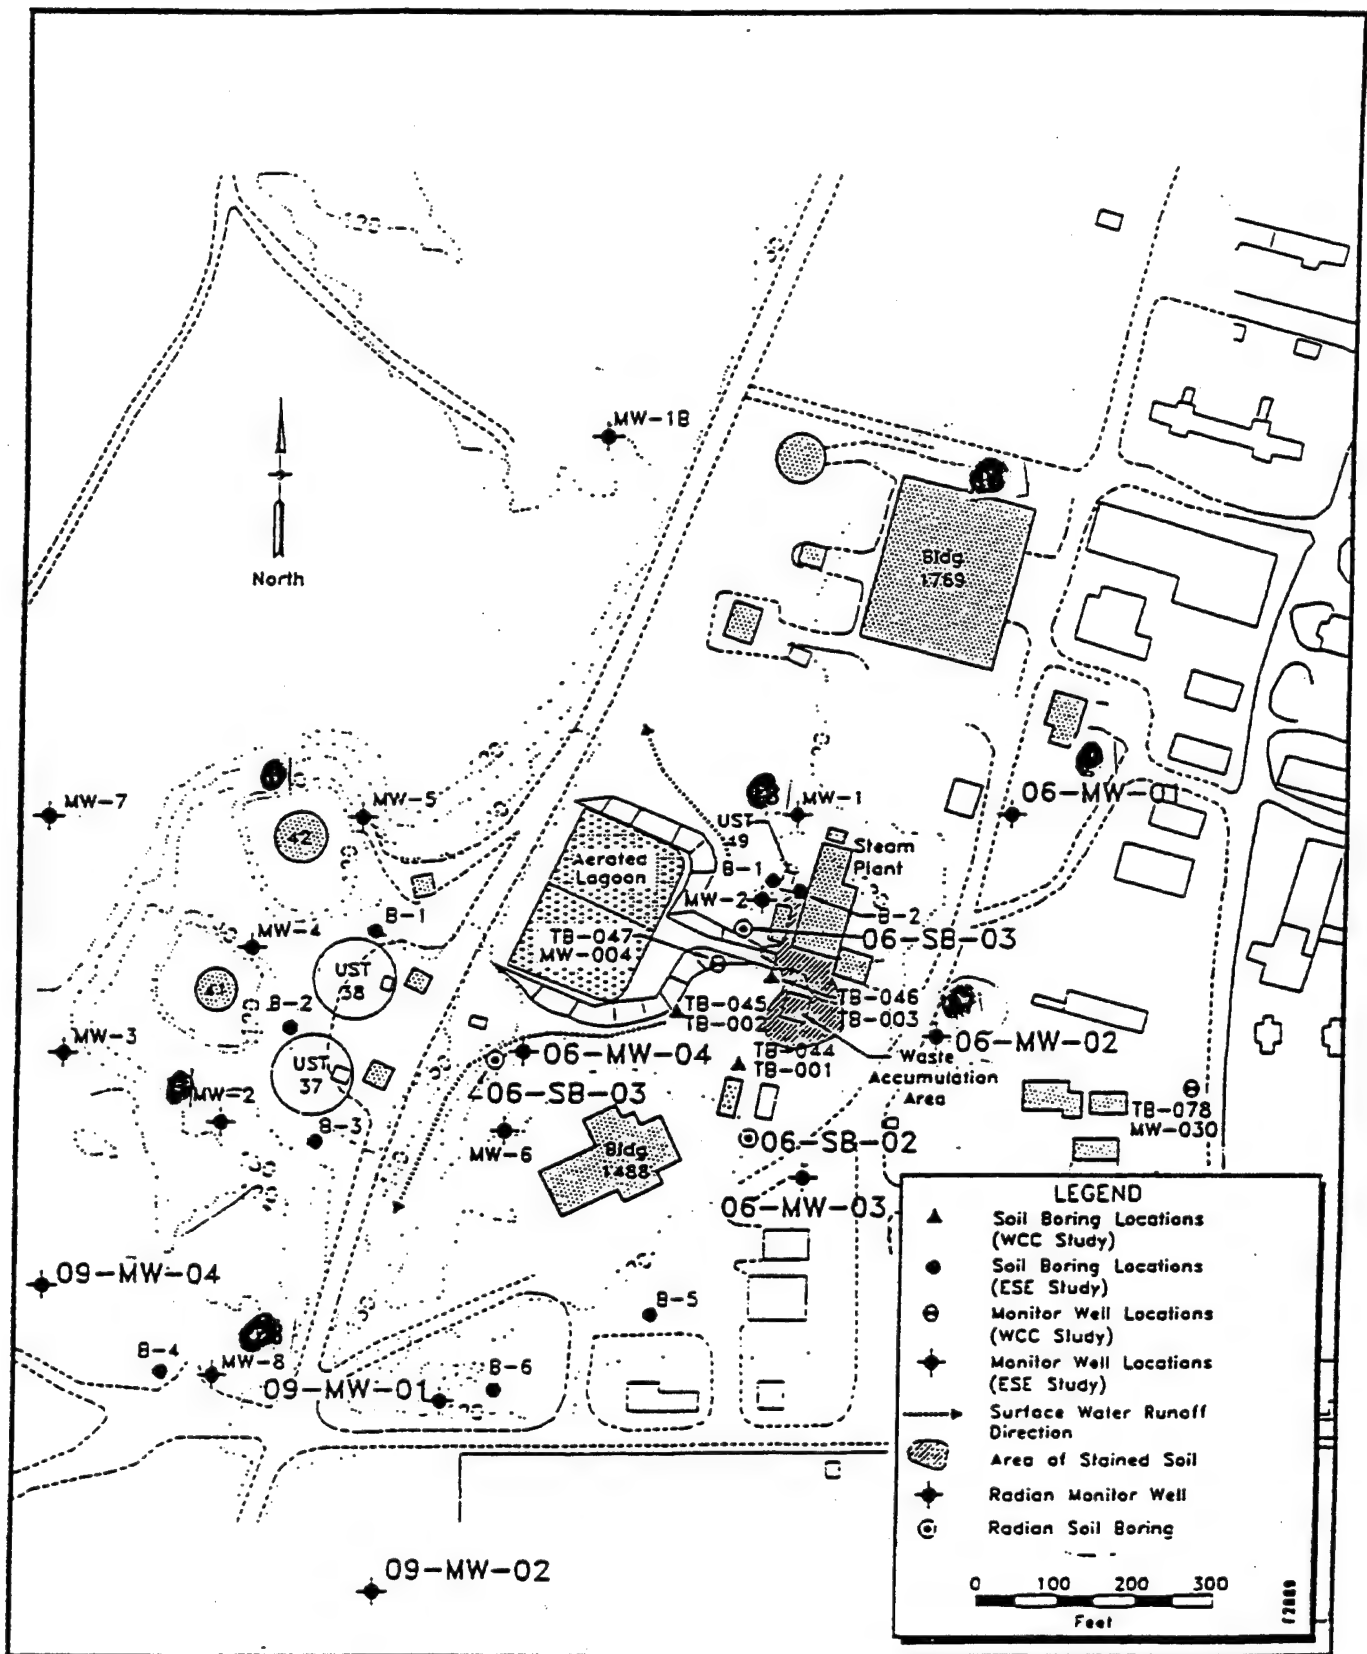 MW-1B
North
Bldg
1769
MW-7
MW-5
42
UST
49
MW-1
06-MW-01
Steam
Plant
Aerated
Lagoon
B-1
MW-2
B-2
06-SB-03
B-1
MW-4
TB-047
MW-004
UST
38
41
B-2
TB-045
TB-002
TB-046
TB-003
MW-3
UST
37
06-MW-04
TB-044
TB-001
Waste
Accumulation
Area
06-MW-02
MW-2
06-SB-03
TB-078
MW-030
B-3
MW-6
Bldg
1488
06-SB-02
06-MW-03
09-MW-04
B-5
B-4
MW-8
B-6
09-MW-01
09-MW-02
LEGEND
Soil Boring Locations
(WCC Study)
Soil Boring Locations
(ESE Study)
Monitor Well Locations
(WCC Study)
Monitor Well Locations
(ESE Study)
Surface Water Runoff
Direction
Area of Stained Soil
Radian Monitor Well
Radian Soil Boring
0 100 200 300
Feet